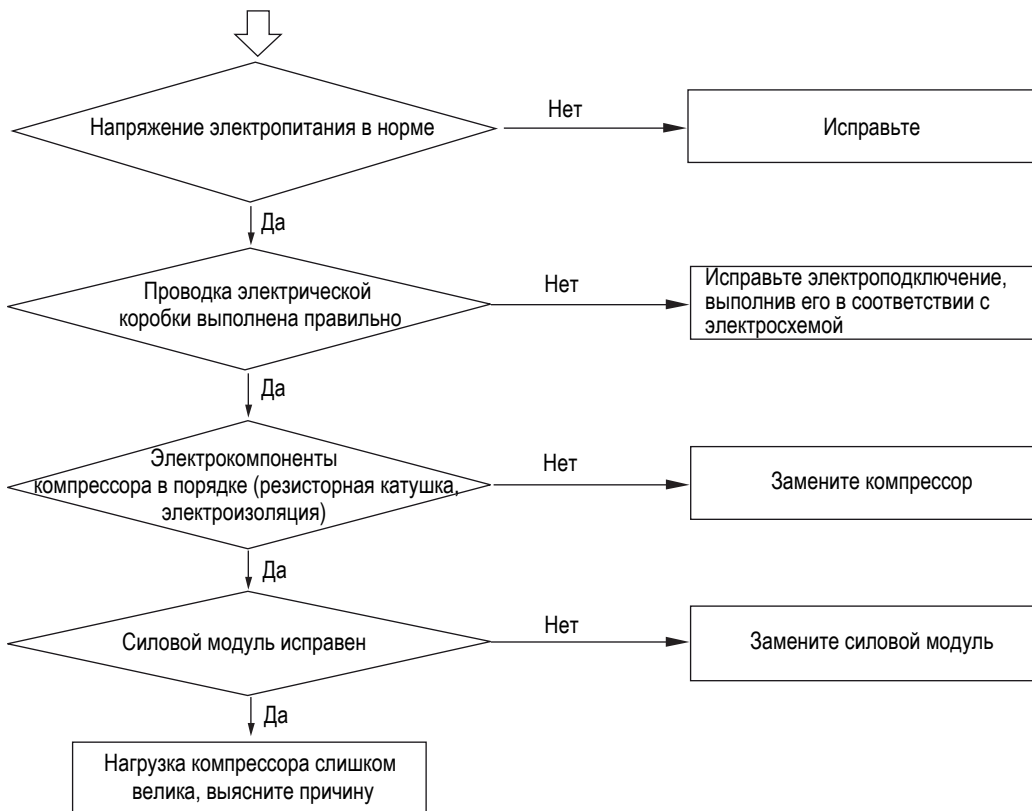 Напряжение электропитания в норме
Нет
Исправьте
Да
Проводка электрической
коробки выполнена правильно
Нет
Исправьте электроподключение,
выполнив его в соответствии с
электросхемой
Да
Электрокомпоненты
компрессора в порядке (резисторная катушка,
электроизоляция)
Нет
Замените компрессор
Да
Силовой модуль исправен
Нет
Замените силовой модуль
Да
Нагрузка компрессора слишком
велика, выясните причину